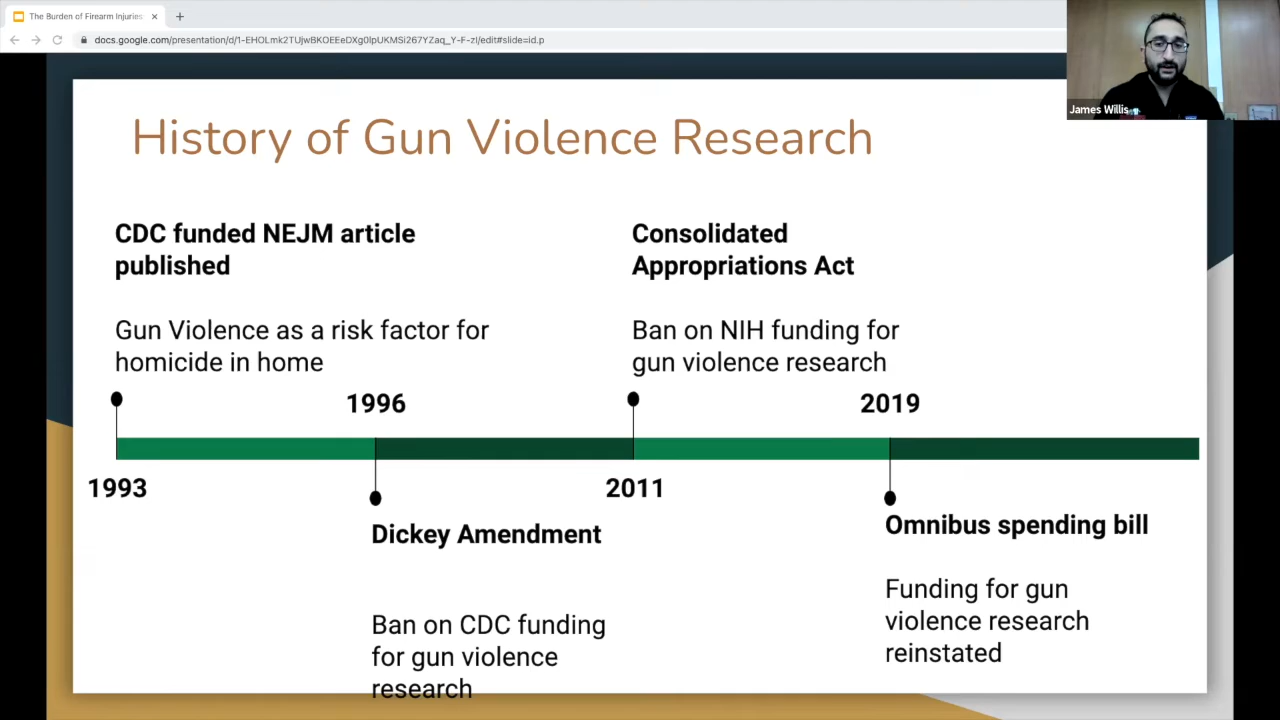 The Burden of Firearm Injuries
docs.google.com/presentation/d/1-EHOLmk2TUjwBKOEEeDXg0lpUKMSi267YZaq_Y-F-zI/edit#slide=id.p
James Willis
History of Gun Violence Research
CDC funded NEJM article
published
Gun Violence as a risk factor for
homicide in home
Consolidated
Appropriations Act
Ban on NIH funding for
gun violence research
1996
2019
1993
2011
Dickey Amendment
Ban on CDC funding
for gun violence
research
Omnibus spending bill
Funding for gun
violence research
reinstated